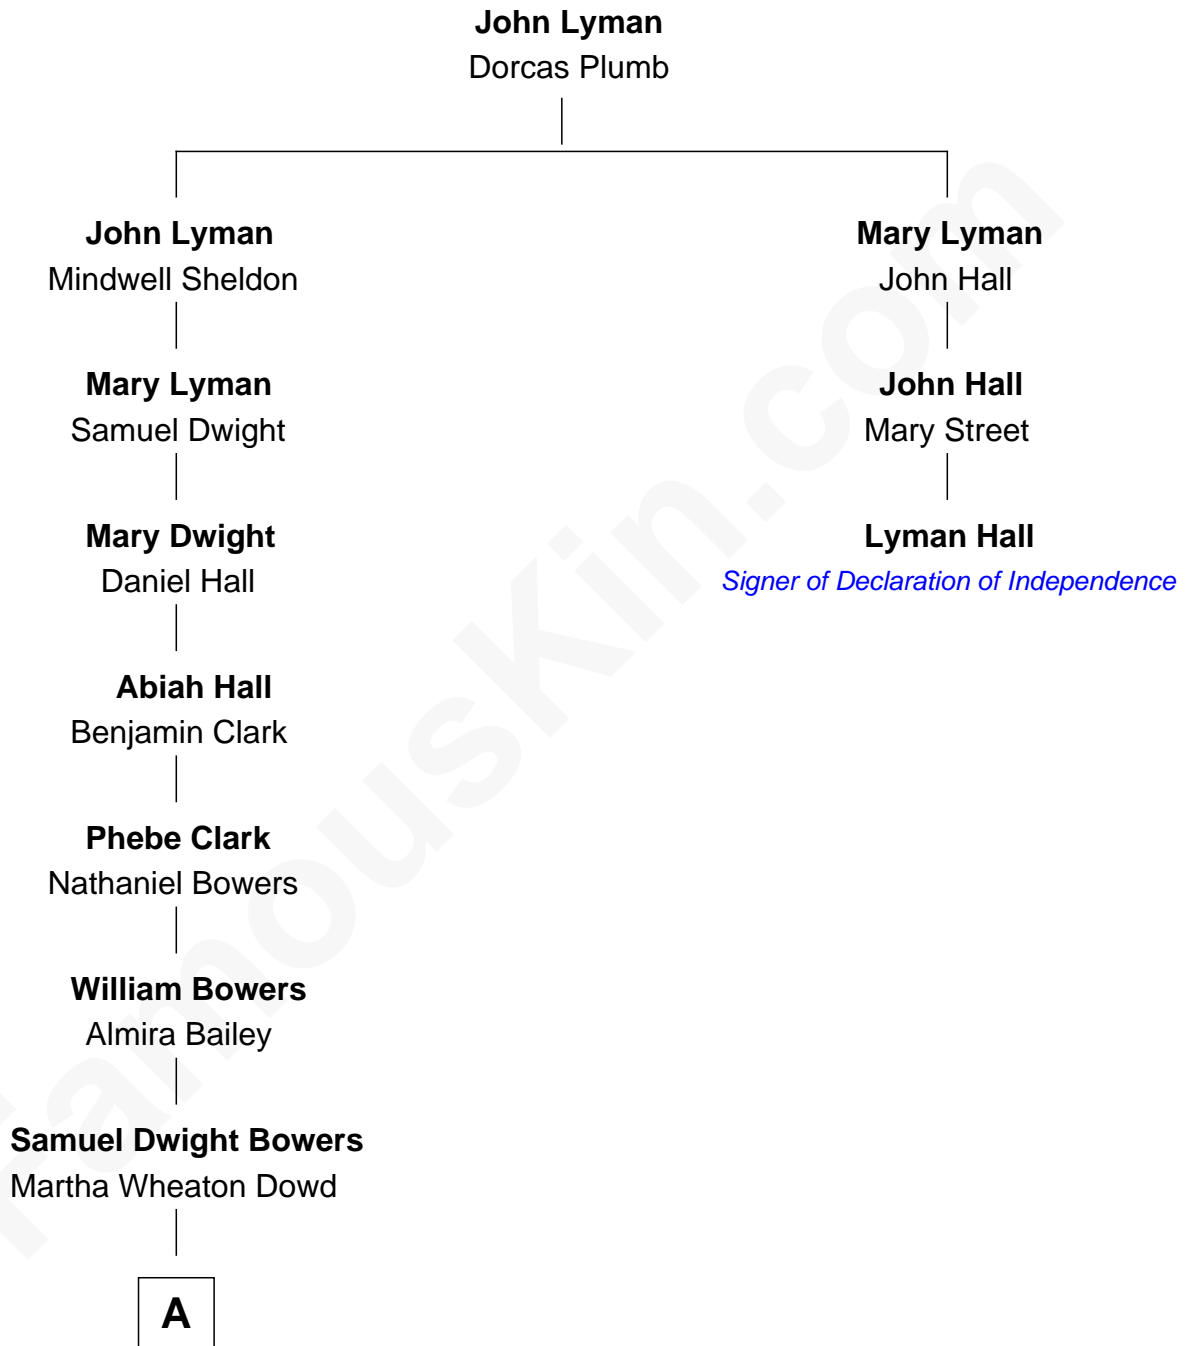 John Lyman
Dorcas Plumb
John Lyman
Mindwell Sheldon
Mary Lyman
John Hall
Mary Lyman
Samuel Dwight
John Hall
Mary Street
Mary Dwight
Daniel Hall
Lyman Hall
Signer of Declaration of Independence
Abiah Hall
Benjamin Clark
Phebe Clark
Nathaniel Bowers
William Bowers
Almira Bailey
Samuel Dwight Bowers
Martha Wheaton Dowd
A
FamousKin.com